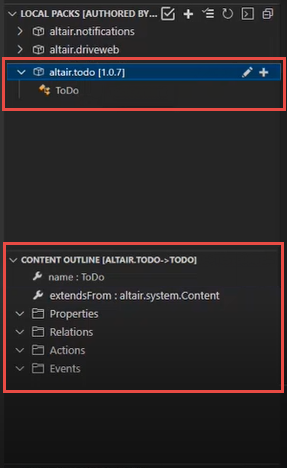 LOCAL PACKS [AUTHORED BY...
altair.notifications
altair.driveweb
altair.todo [1.0.7]
ToDo
CONTENT OUTLINE [ALTAIR.TODO->TODO]
name : ToDo
extendsFrom : altair.system.Content
Properties
Relations
Actions
Events